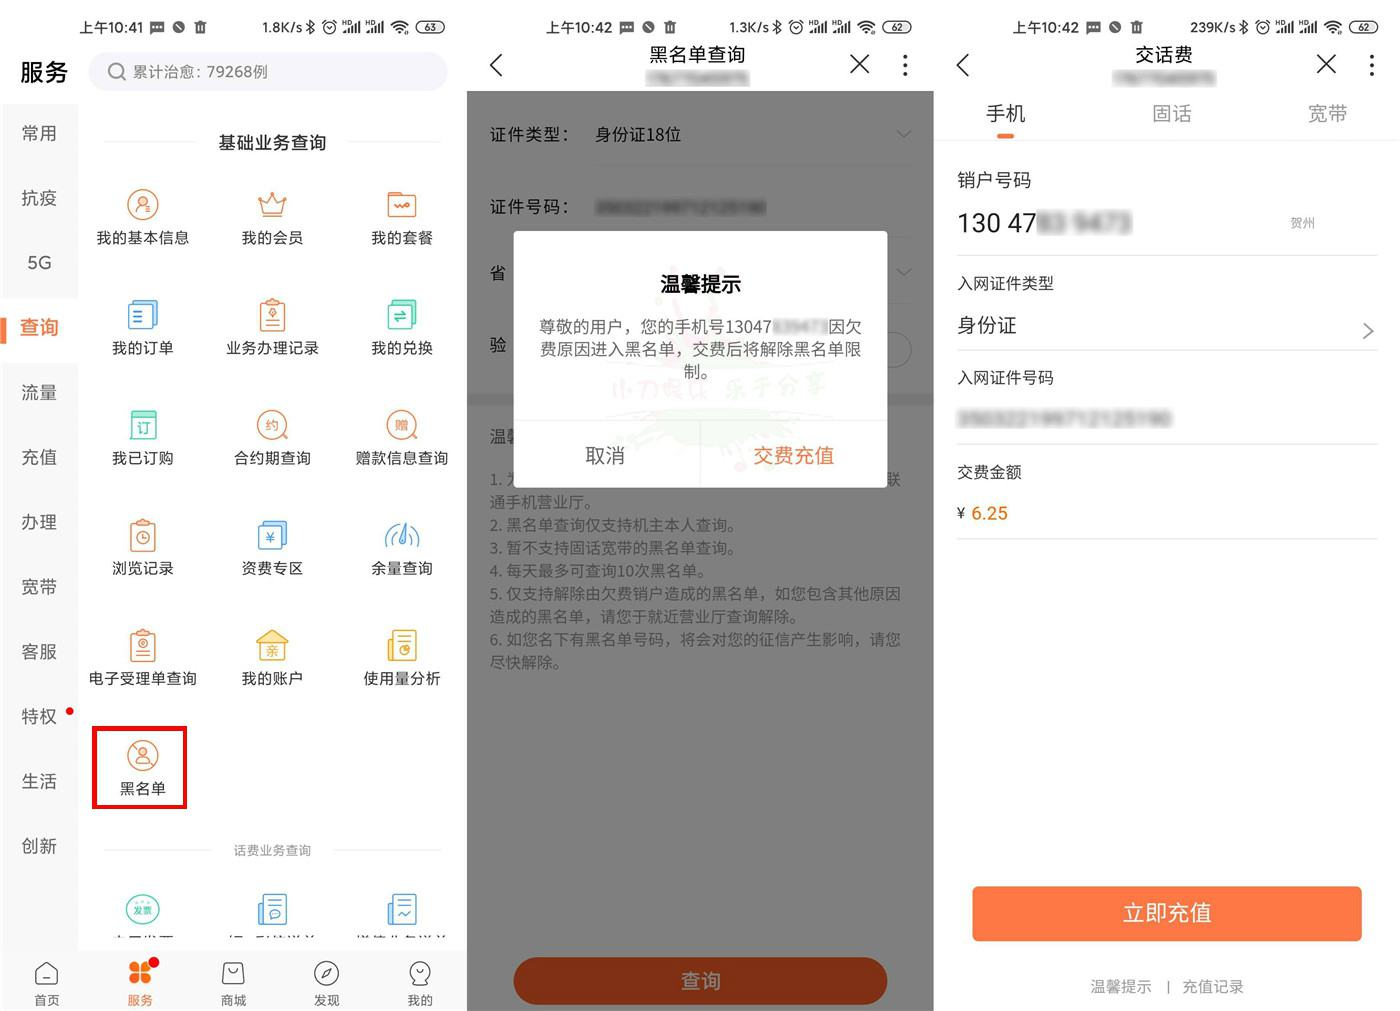 上午10:41
1.8K/s
63
服务
累计治愈：79268例
常用
抗疫
5G
查询
流量
充值
办理
宽带
客服
特权
生活
创新
基础业务查询
我的基本信息
我的会员
我的套餐
我的订单
业务办理记录
我的兑换
订
我已订购
约
合约期查询
赠
赠款信息查询
浏览记录
资费专区
余量查询
电子受理单查询
亲
我的账户
使用量分析
黑名单
话费业务查询
发票
首页
服务
商城
发现
我的
上午10:42
1.3K/s
62
黑名单查询
证件类型：
身份证18位
证件号码：
省
验
温馨提示
尊敬的用户，您的手机号13047
因欠
费原因进入黑名单，交费后将解除黑名单限
制。
小刀娱乐 乐于分享
取消
交费充值
温
1.
联
通手机营业厅。
2. 黑名单查询仅支持机主本人查询。
3. 暂不支持固话宽带的黑名单查询。
4. 每天最多可查询10次黑名单。
5. 仅支持解除由欠费销户造成的黑名单，如您包含其他原因
造成的黑名单，请您于就近营业厅查询解除。
6. 如您名下有黑名单号码，将会对您的征信产生影响，请您
尽快解除。
查询
上午10:42
239K/s
62
交话费
手机
固话
宽带
销户号码
130 47
贺州
入网证件类型
身份证
入网证件号码
交费金额
¥ 6.25
立即充值
温馨提示 | 充值记录